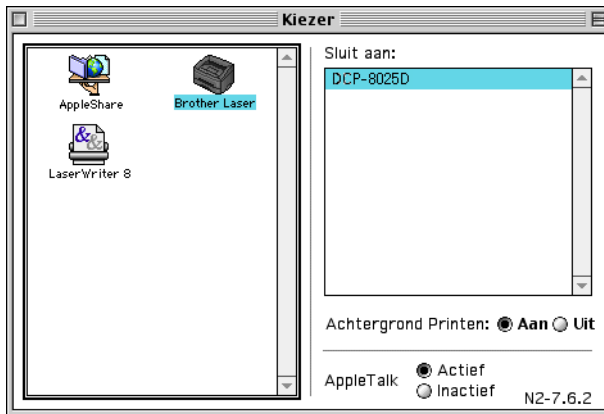 Kiezer
AppleShare
Brother Laser
LaserWriter 8
Sluit aan:
DCP-8025D
Achtergrond Printen: Aan Uit
AppleTalk
Actief
Inactief
N2-7.6.2